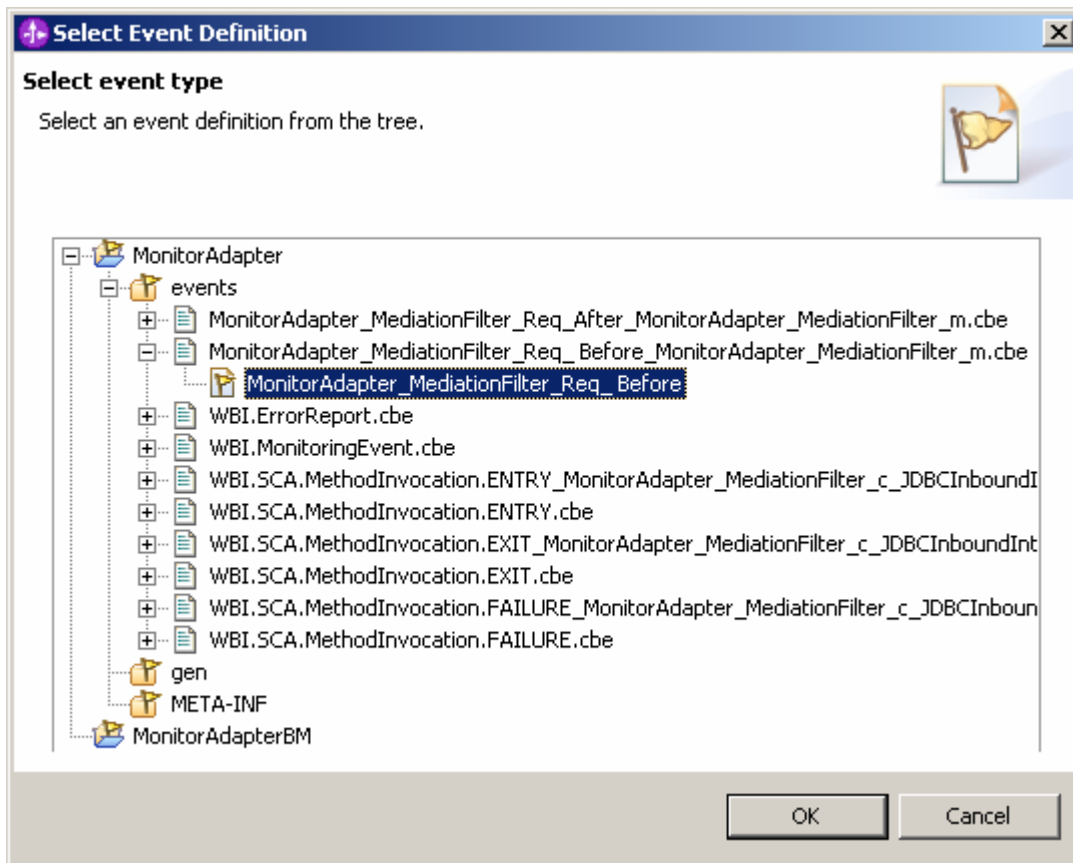 Select Event Definition
Select event type
Select an event definition from the tree.
MonitorAdapter
events
MonitorAdapter_MediationFilter_Req_After_MonitorAdapter_MediationFilter_m.cbe
MonitorAdapter_MediationFilter_Req_ Before_MonitorAdapter_MediationFilter_m.cbe
MonitorAdapter_MediationFilter_Req_ Before
WBI.ErrorReport.cbe
WBI.MonitoringEvent.cbe
WBI.SCA.MethodInvocation.ENTRY_MonitorAdapter_MediationFilter_c_JDBCInboundI
WBI.SCA.MethodInvocation.ENTRY.cbe
WBI.SCA.MethodInvocation.EXIT_MonitorAdapter_MediationFilter_c_JDBCInboundInt
WBI.SCA.MethodInvocation.EXIT.cbe
WBI.SCA.MethodInvocation.FAILURE_MonitorAdapter_MediationFilter_c_JDBCInboun
WBI.SCA.MethodInvocation.FAILURE.cbe
gen
META-INF
MonitorAdapterBM
OK Cancel